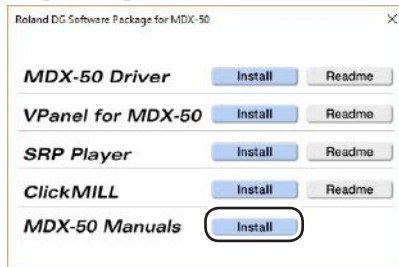 Roland DG Software Package for MDX-50
MDX-50 Driver Install Readme
VPanel for MDX-50 Install Readme
SRP Player Install Readme
ClickMILL Install Readme
MDX-50 Manuals Install